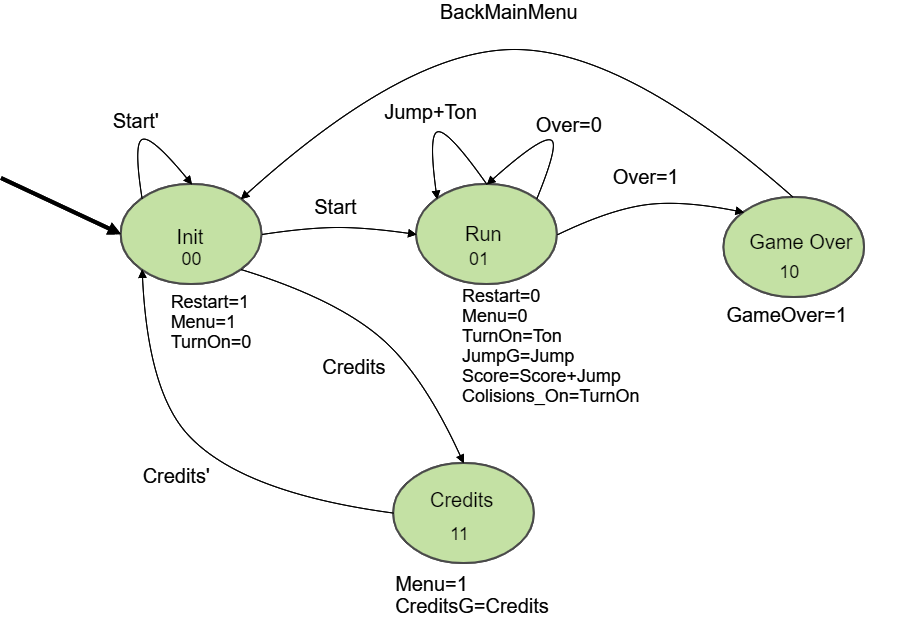 BackMainMenu
Start'
Jump+Ton
Over=0
Over=1
Start
Init
00
Run
01
Game Over
10
Restart=1
Menu=1
TurnOn=0
Restart=0
Menu=0
TurnOn=Ton
JumpG=Jump
Score=Score+Jump
Colisions_On=TurnOn
GameOver=1
Credits
Credits'
Credits
11
Menu=1
CreditsG=Credits